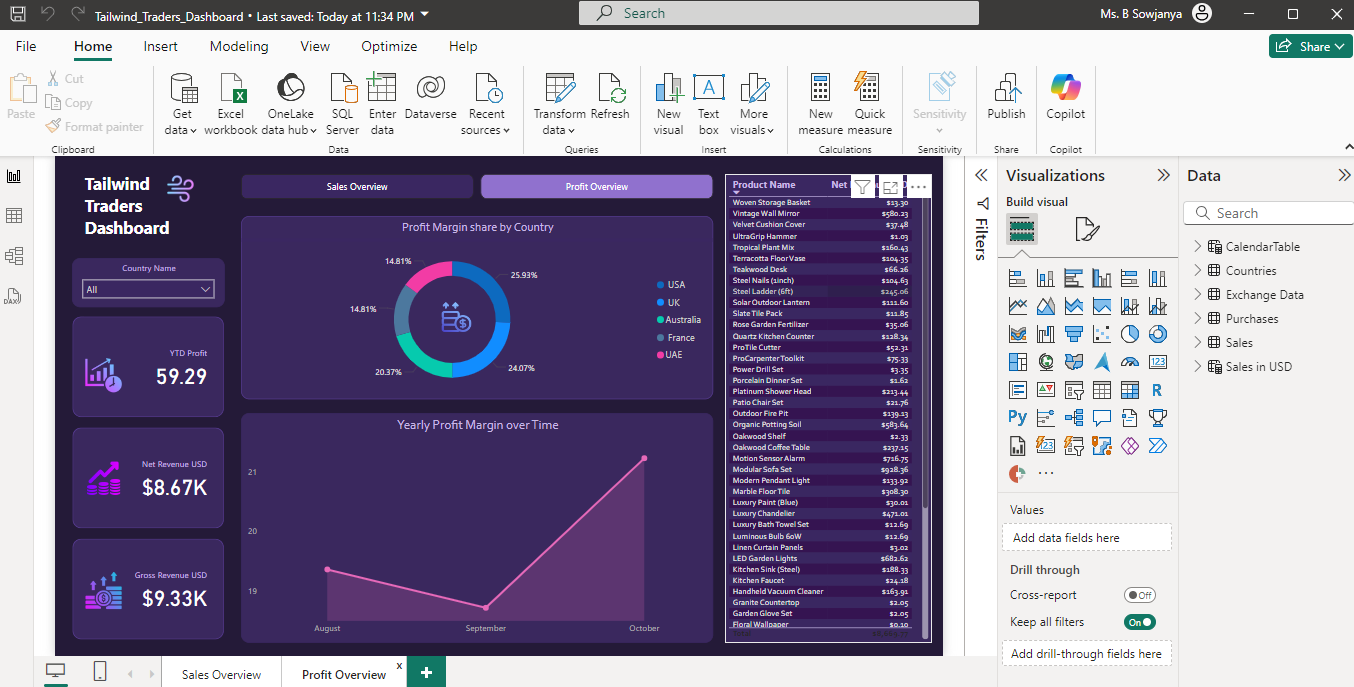 Tailwind_Traders_Dashboard • Last saved: Today at 11:34 PM
Search
Ms. B Sowjanya
File Home Insert Modeling View Optimize Help
Share
Paste
Cut
Copy
Format painter
Get data
Excel workbook
OneLake data hub
SQL Server
Enter data
Dataverse
Recent sources
Transform data
Refresh
New visual
Text box
More visuals
New measure
Quick measure
Sensitivity
Publish
Copilot
Clipboard
Data
Queries
Insert
Calculations
Sensitivity
Share
Copilot
Tailwind
Traders
Dashboard
Country Name
All
YTD Profit
59.29
Net Revenue USD
$8.67K
Gross Revenue USD
$9.33K
Sales Overview
Profit Overview
Profit Margin share by Country
14.81%
25.93%
14.81%
20.37%
24.07%
USA
UK
Australia
France
UAE
Yearly Profit Margin over Time
21
20
19
August September October
Product Name Net
Woven Storage Basket $13.30
Vintage Wall Mirror $580.23
Velvet Cushion Cover $37.48
UltraGrip Hammer $1.03
Tropical Plant Mix $160.43
Terracotta Floor Vase $104.35
Teakwood Desk $66.26
Steel Nails (1inch) $104.63
Steel Ladder (6ft) $245.06
Solar Outdoor Lantern $111.60
Slate Tile Pack $11.85
Rose Garden Fertilizer $35.06
Quartz Kitchen Counter $128.34
ProTile Cutter $52.31
ProCarpenter Toolkit $75.33
Power Drill Set $3.35
Porcelain Dinner Set $1.62
Platinum Shower Head $213.44
Patio Chair Set $21.76
Outdoor Fire Pit $139.13
Organic Potting Soil $583.64
Oakwood Shelf $2.33
Oakwood Coffee Table $237.25
Motion Sensor Alarm $716.75
Modular Sofa Set $928.36
Modern Pendant Light $133.92
Marble Floor Tile $308.30
Luxury Paint (Blue) $30.01
Luxury Chandelier $471.01
Luxury Bath Towel Set $12.69
Luminous Bulb 60W $12.69
Linen Curtain Panels $3.02
LED Garden Lights $682.62
Kitchen Sink (Steel) $188.33
Kitchen Faucet $24.18
Handheld Vacuum Cleaner $163.91
Granite Countertop $2.05
Garden Glove Set $2.05
Floral Wallpaper $0.10
Total
Filters
Visualizations
Build visual
123
R
Py
123
Values
Add data fields here
Drill through
Cross-report Off
Keep all filters On
Add drill-through fields here
Data
Search
CalendarTable
Countries
Exchange Data
Purchases
Sales
Sales in USD
DAX
Sales Overview
Profit Overview x